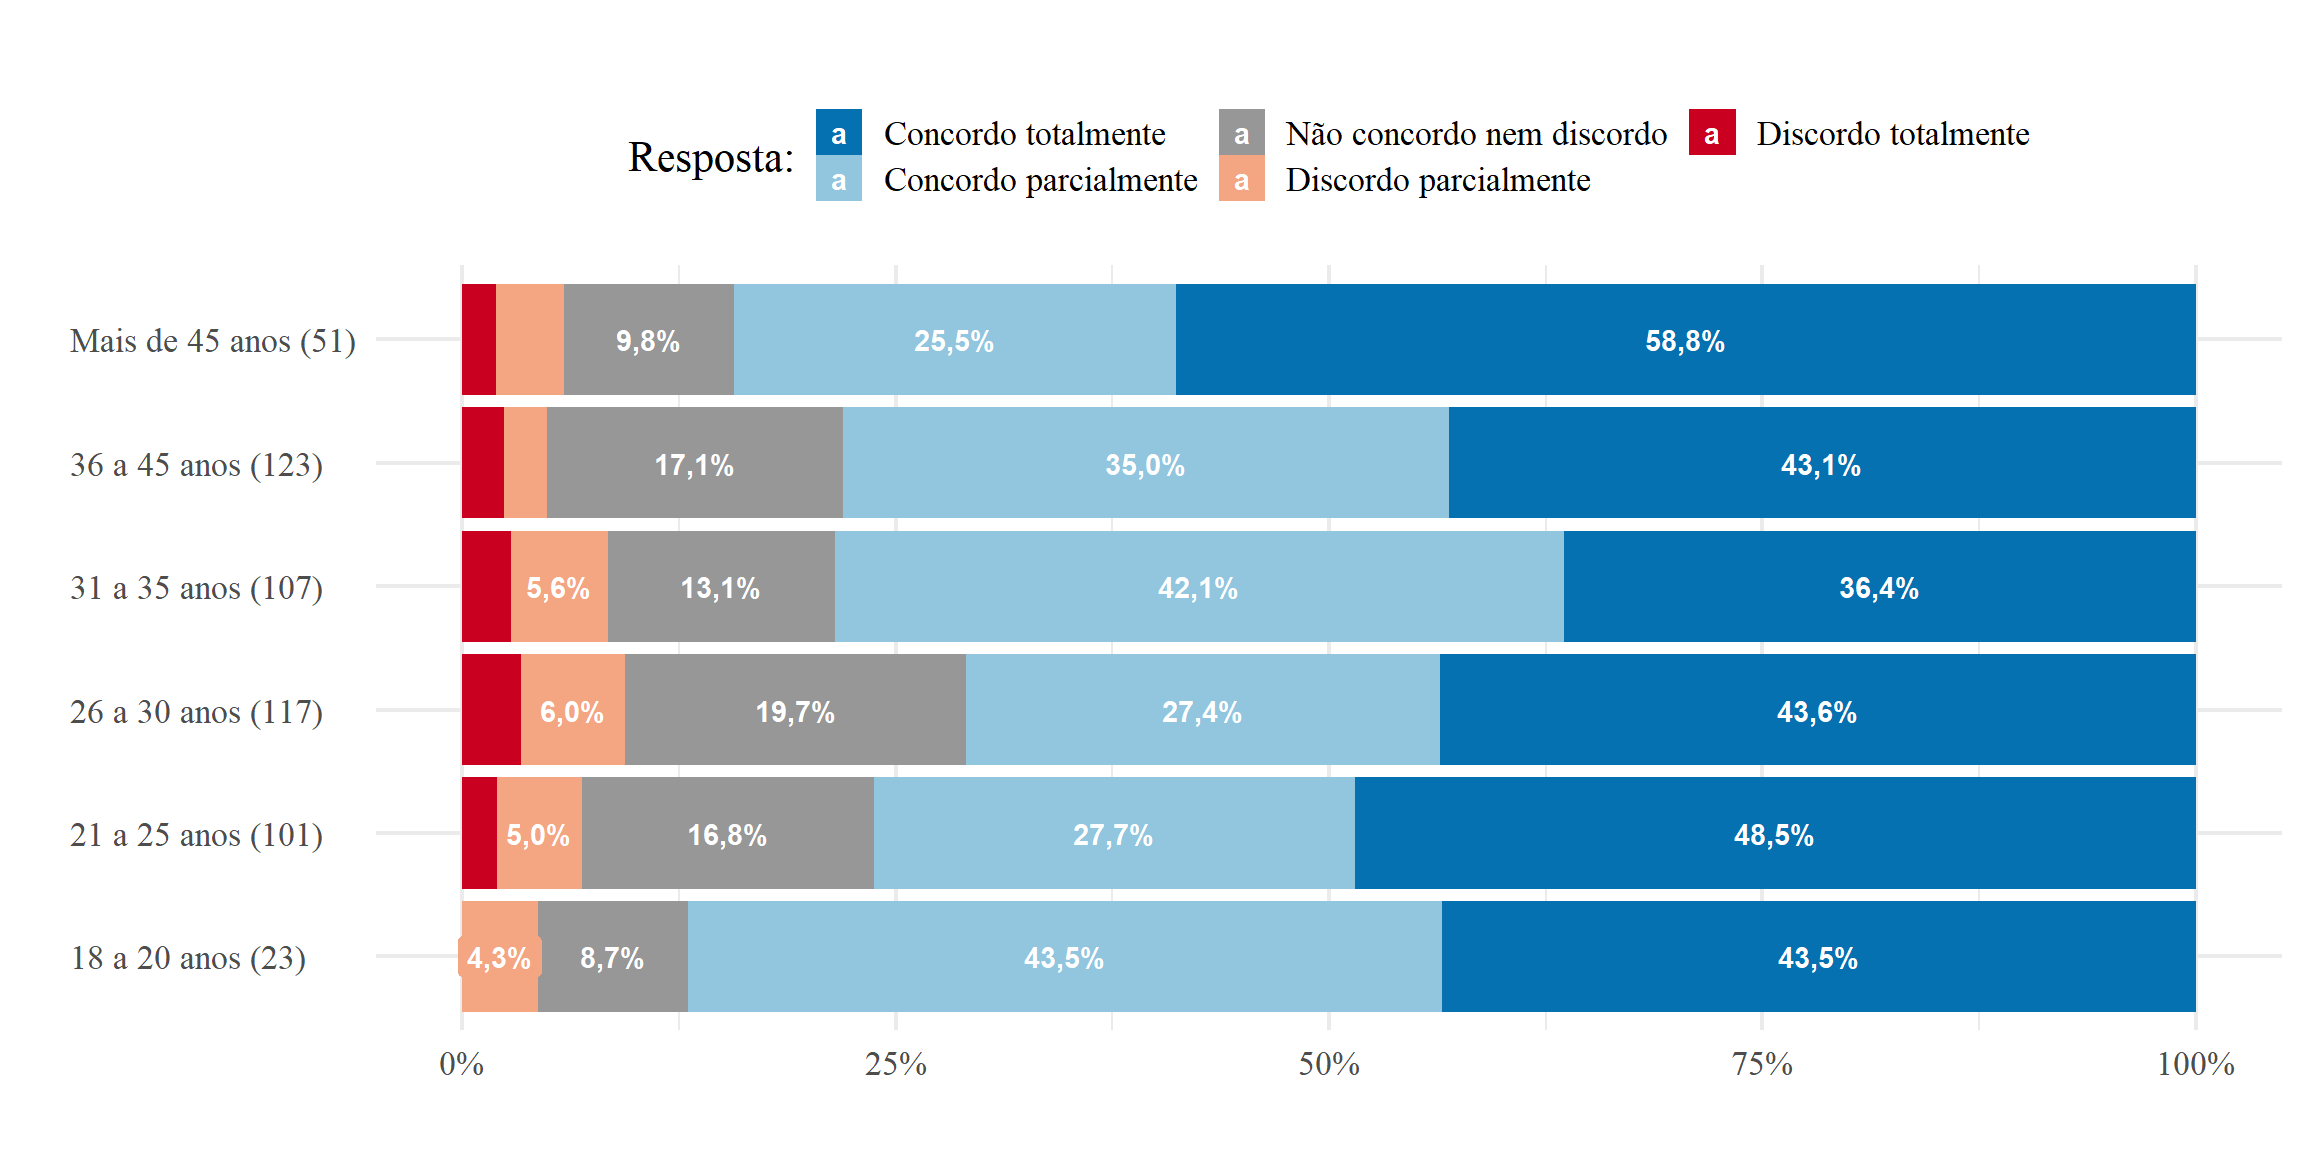 Resposta:
a Concordo totalmente
a Não concordo nem discordo
a Discordo totalmente
a Concordo parcialmente
a Discordo parcialmente
Mais de 45 anos (51)
9,8% 25,5% 58,8%
36 a 45 anos (123)
17,1% 35,0% 43,1%
31 a 35 anos (107)
5,6% 13,1% 42,1% 36,4%
26 a 30 anos (117)
6,0% 19,7% 27,4% 43,6%
21 a 25 anos (101)
5,0% 16,8% 27,7% 48,5%
18 a 20 anos (23)
4,3% 8,7% 43,5% 43,5%
0% 25% 50% 75% 100%